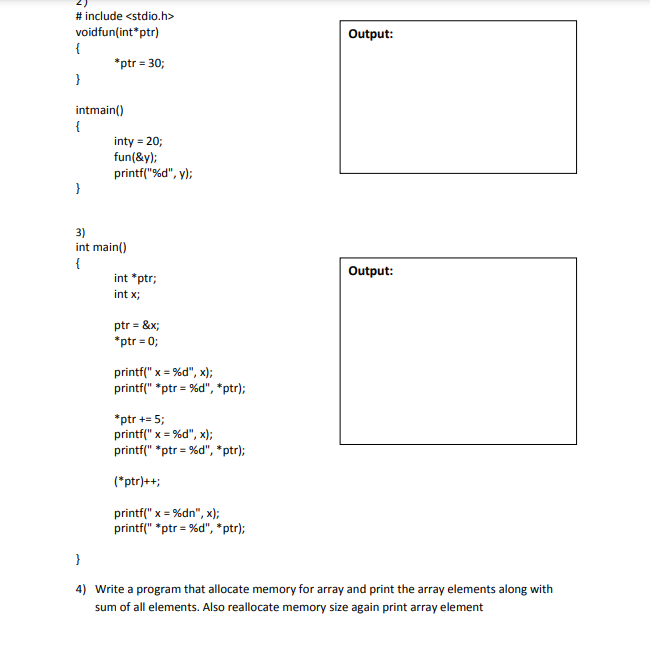 2)
# include <stdio.h>
voidfun(int*ptr)
{
*ptr = 30;
}
intmain()
{
inty = 20;
fun(&y);
printf("%d", y);
}
Output:
3)
int main()
{
int *ptr;
int x;
ptr = &x;
*ptr = 0;
printf(" x = %d", x);
printf(" *ptr = %d", *ptr);
*ptr += 5;
printf(" x = %d", x);
printf(" *ptr = %d", *ptr);
(*ptr)++;
printf(" x = %dn", x);
printf(" *ptr = %d", *ptr);
}
Output:
4) Write a program that allocate memory for array and print the array elements along with
sum of all elements. Also reallocate memory size again print array element